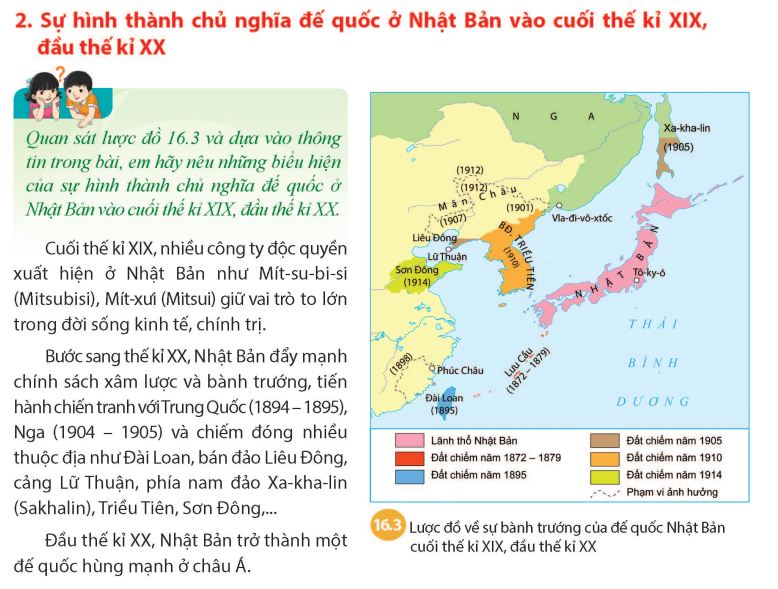 2. Sự hình thành chủ nghĩa đế quốc ở Nhật Bản vào cuối thế kỉ XIX,
đầu thế kỉ XX
?
Quan sát lược đồ 16.3 và dựa vào thông
tin trong bài, em hãy nêu những biểu hiện
của sự hình thành chủ nghĩa đế quốc ở
Nhật Bản vào cuối thế kỉ XIX, đầu thế kỉ XX.
Cuối thế kỉ XIX, nhiều công ty độc quyền
xuất hiện ở Nhật Bản như Mít-su-bi-si
(Mitsubisi), Mít-xưi (Mitsui) giữ vai trò to lớn
trong đời sống kinh tế, chính trị.
Bước sang thế kỉ XX, Nhật Bản đẩy mạnh
chính sách xâm lược và bành trướng, tiến
hành chiến tranh với Trung Quốc (1894 – 1895),
Nga (1904 – 1905) và chiếm đóng nhiều
thuộc địa như Đài Loan, bán đảo Liêu Đông,
cảng Lữ Thuận, phía nam đảo Xa-kha-lin
(Sakhalin), Triều Tiên, Sơn Đông,...
Đầu thế kỉ XX, Nhật Bản trở thành một
đế quốc hùng mạnh ở châu Á.
NGA
Xa-kha-lin
(1905)
(1912)
(1912)
Mãn Châu
(1901)
(1907)
Vla-đi-vô-xtốc
Liêu Đông
Lữ Thuận
BĐ. TRIỀU TIÊN
(1910)
Sơn Đông
(1914)
NHẬT BẢN
Tô-ky-ô
THÁI
BÌNH
DƯƠNG
Lưu Cầu
(1872 – 1879)
(1898)
Phúc Châu
Đài Loan
(1895)
Lãnh thổ Nhật Bản
Đất chiếm năm 1872 – 1879
Đất chiếm năm 1895
Đất chiếm năm 1905
Đất chiếm năm 1910
Đất chiếm năm 1914
Phạm vi ảnh hưởng
16.3 Lược đồ về sự bành trướng của đế quốc Nhật Bản
cuối thế kỉ XIX, đầu thế kỉ XX